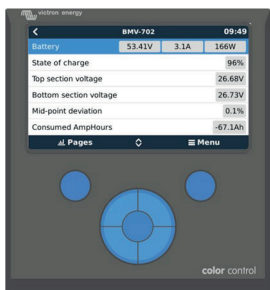 victron energy
BMV-702 09:49
Battery 53.41V 3.1A 166W
State of charge 96%
Top section voltage 26.68V
Bottom section voltage 26.73V
Mid-point deviation 0.1%
Consumed AmpHours -67.1Ah
Pages Menu
color control